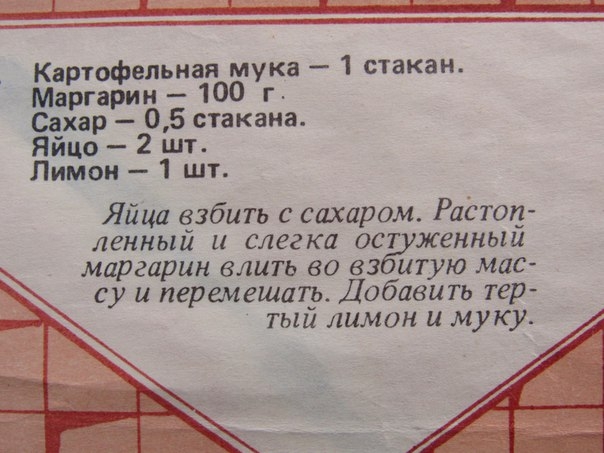 Картофельная мука — 1 стакан.
Маргарин — 100 г.
Сахар — 0,5 стакана.
Яйцо — 2 шт.
Лимон — 1 шт.
Яйца взбить с сахаром. Растоп-
ленный и слегка остуженный
маргарин влить во взбитую мас-
су и перемешать. Добавить тер-
тый лимон и муку.